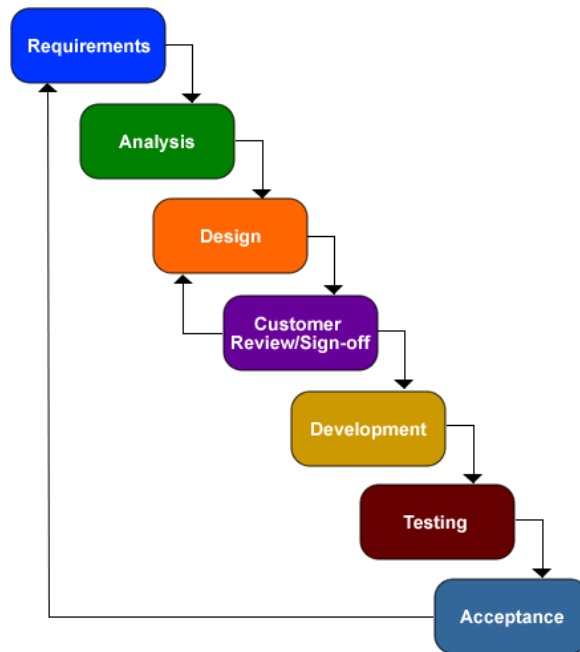 Requirements
Analysis
Design
Customer
Review/Sign-off
Development
Testing
Acceptance